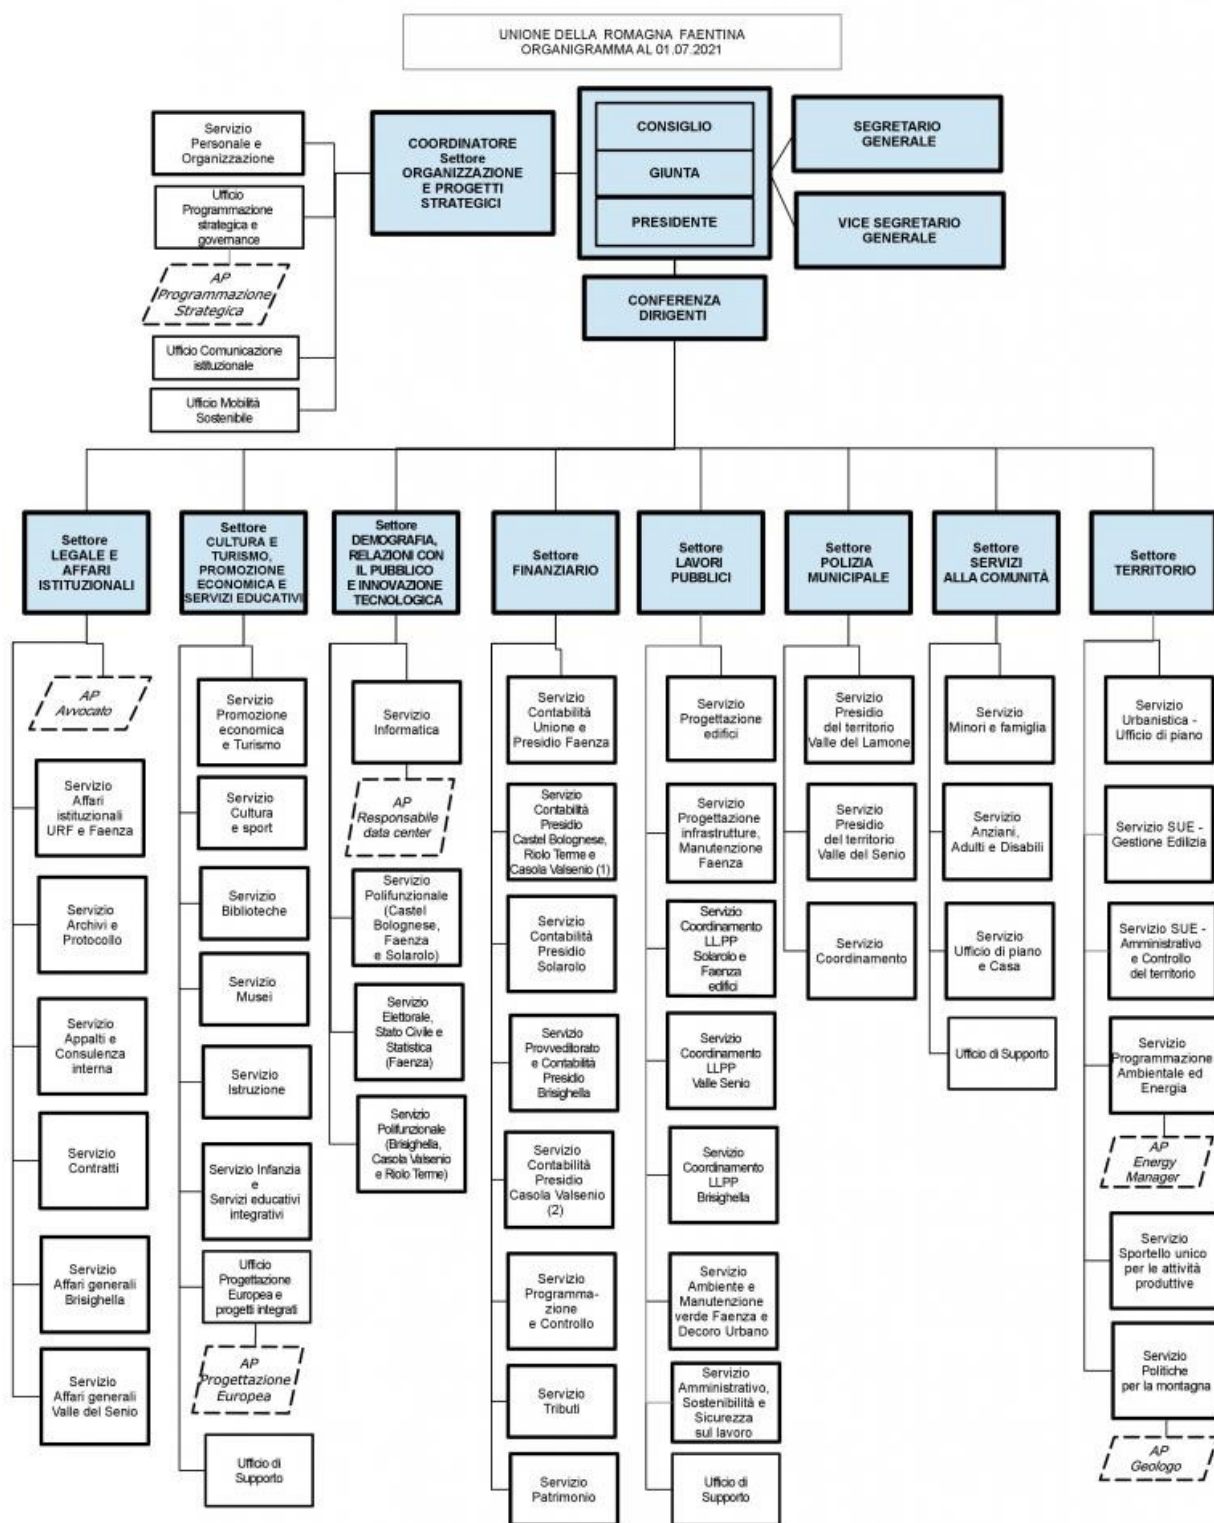 UNIONE DELLA ROMAGNA FAENTINA
ORGANIGRAMMA AL 01.07.2021
Servizio
Personale e
Organizzazione
Ufficio
Programmazione
strategica e
governance
AP
Programmazione
Strategica
Ufficio Comunicazione
istituzionale
Ufficio Mobilità
Sostenibile
COORDINATORE
Settore
ORGANIZZAZIONE
E PROGETTI
STRATEGICI
CONSIGLIO
GIUNTA
PRESIDENTE
SEGRETARIO
GENERALE
VICE SEGRETARIO
GENERALE
CONFERENZA
DIRIGENTI
Settore
LEGALE E
AFFARI
ISTITUZIONALI
AP
Avvocato
Servizio
Affari
istituzionali
URF e Faenza
Servizio
Archivi e
Protocollo
Servizio
Appalti e
Consulenza
interna
Servizio
Contratti
Servizio
Affari generali
Brisighella
Servizio
Affari generali
Valle del Senio
Settore
CULTURA E
TURISMO,
PROMOZIONE
ECONOMICA E
SERVIZI EDUCATIVI
Servizio
Promozione
economica
e Turismo
Servizio
Cultura
e sport
Servizio
Biblioteche
Servizio
Musei
Servizio
Istruzione
Servizio Infanzia
e
Servizi educativi
integrativi
Ufficio
Progettazione
Europea e
progetti integrati
AP
Progettazione
Europea
Ufficio di
Supporto
Settore
DEMOGRAFIA,
RELAZIONI CON
IL PUBBLICO
E INNOVAZIONE
TECNOLOGICA
Servizio
Informatica
AP
Responsabile
data center
Servizio
Polifunzionale
(Castel
Bolognese,
Faenza
e Solarolo)
Servizio
Elettorale,
Stato Civile e
Statistica
(Faenza)
Servizio
Polifunzionale
(Brisighella,
Casola Valsenio
e Riolo Terme)
Settore
FINANZIARIO
Servizio
Contabilità
Unione e
Presidio Faenza
Servizio
Contabilità
Presidio
Castel Bolognese,
Riolo Terme e
Casola Valsenio (1)
Servizio
Contabilità
Presidio
Solarolo
Servizio
Provveditorato
e Contabilità
Presidio
Brisighella
Servizio
Contabilità
Presidio
Casola Valsenio
(2)
Servizio
Programma-
zione
e Controllo
Servizio
Tributi
Servizio
Patrimonio
Settore
LAVORI
PUBBLICI
Servizio
Progettazione
edifici
Servizio
Progettazione
infrastrutture,
Manutenzione
Faenza
Servizio
Coordinamento
LL.PP
Solarolo e
Faenza
edifici
Servizio
Coordinamento
LLPP
Valle Senio
Servizio
Coordinamento
LLPP
Brisighella
Servizio
Ambiente e
Manutenzione
verde Faenza e
Decoro Urbano
Servizio
Amministrativo,
Sostenibilità e
Sicurezza
sul lavoro
Ufficio di
Supporto
Settore
POLIZIA
MUNICIPALE
Servizio
Presidio
del territorio
Valle del Lamone
Servizio
Presidio
del territorio
Valle del Senio
Servizio
Coordinamento
Settore
SERVIZI
ALLA COMUNITÀ
Servizio
Minori e famiglia
Servizio
Anziani,
Adulti e Disabili
Servizio
Ufficio di piano
e Casa
Ufficio di Supporto
Settore
TERRITORIO
Servizio
Urbanistica -
Ufficio di piano
Servizio SUE -
Gestione Edilizia
Servizio SUE -
Amministrativo
e Controllo
del territorio
Servizio
Programmazione
Ambientale ed
Energia
AP
Energy
Manager
Servizio
Sportello unico
per le attività
produttive
Servizio
Politiche
per la montagna
AP
Geologo